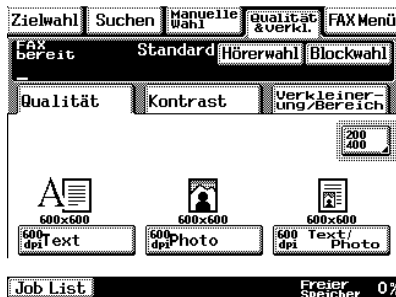 Zielwahl Suchen Manuelle Wahl Qualität &Verkl. FAX Menü
FAX bereit Standard Hörerwahl Blockwahl
Qualität Kontrast Verkleiner-ung/Bereich
200
400
A
600x600 600x600 600x600
600 dpi Text 600 dpi Photo 600 dpi Text/ Photo
Job List Freier Speicher 0%